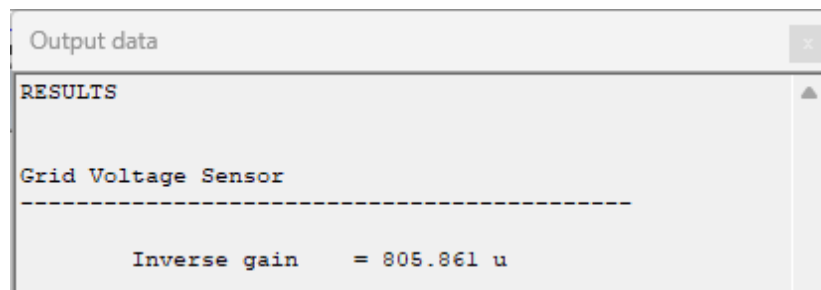 Output data
x
RESULTS
Grid Voltage Sensor
--------------------------------------------
Inverse gain    = 805.861 u